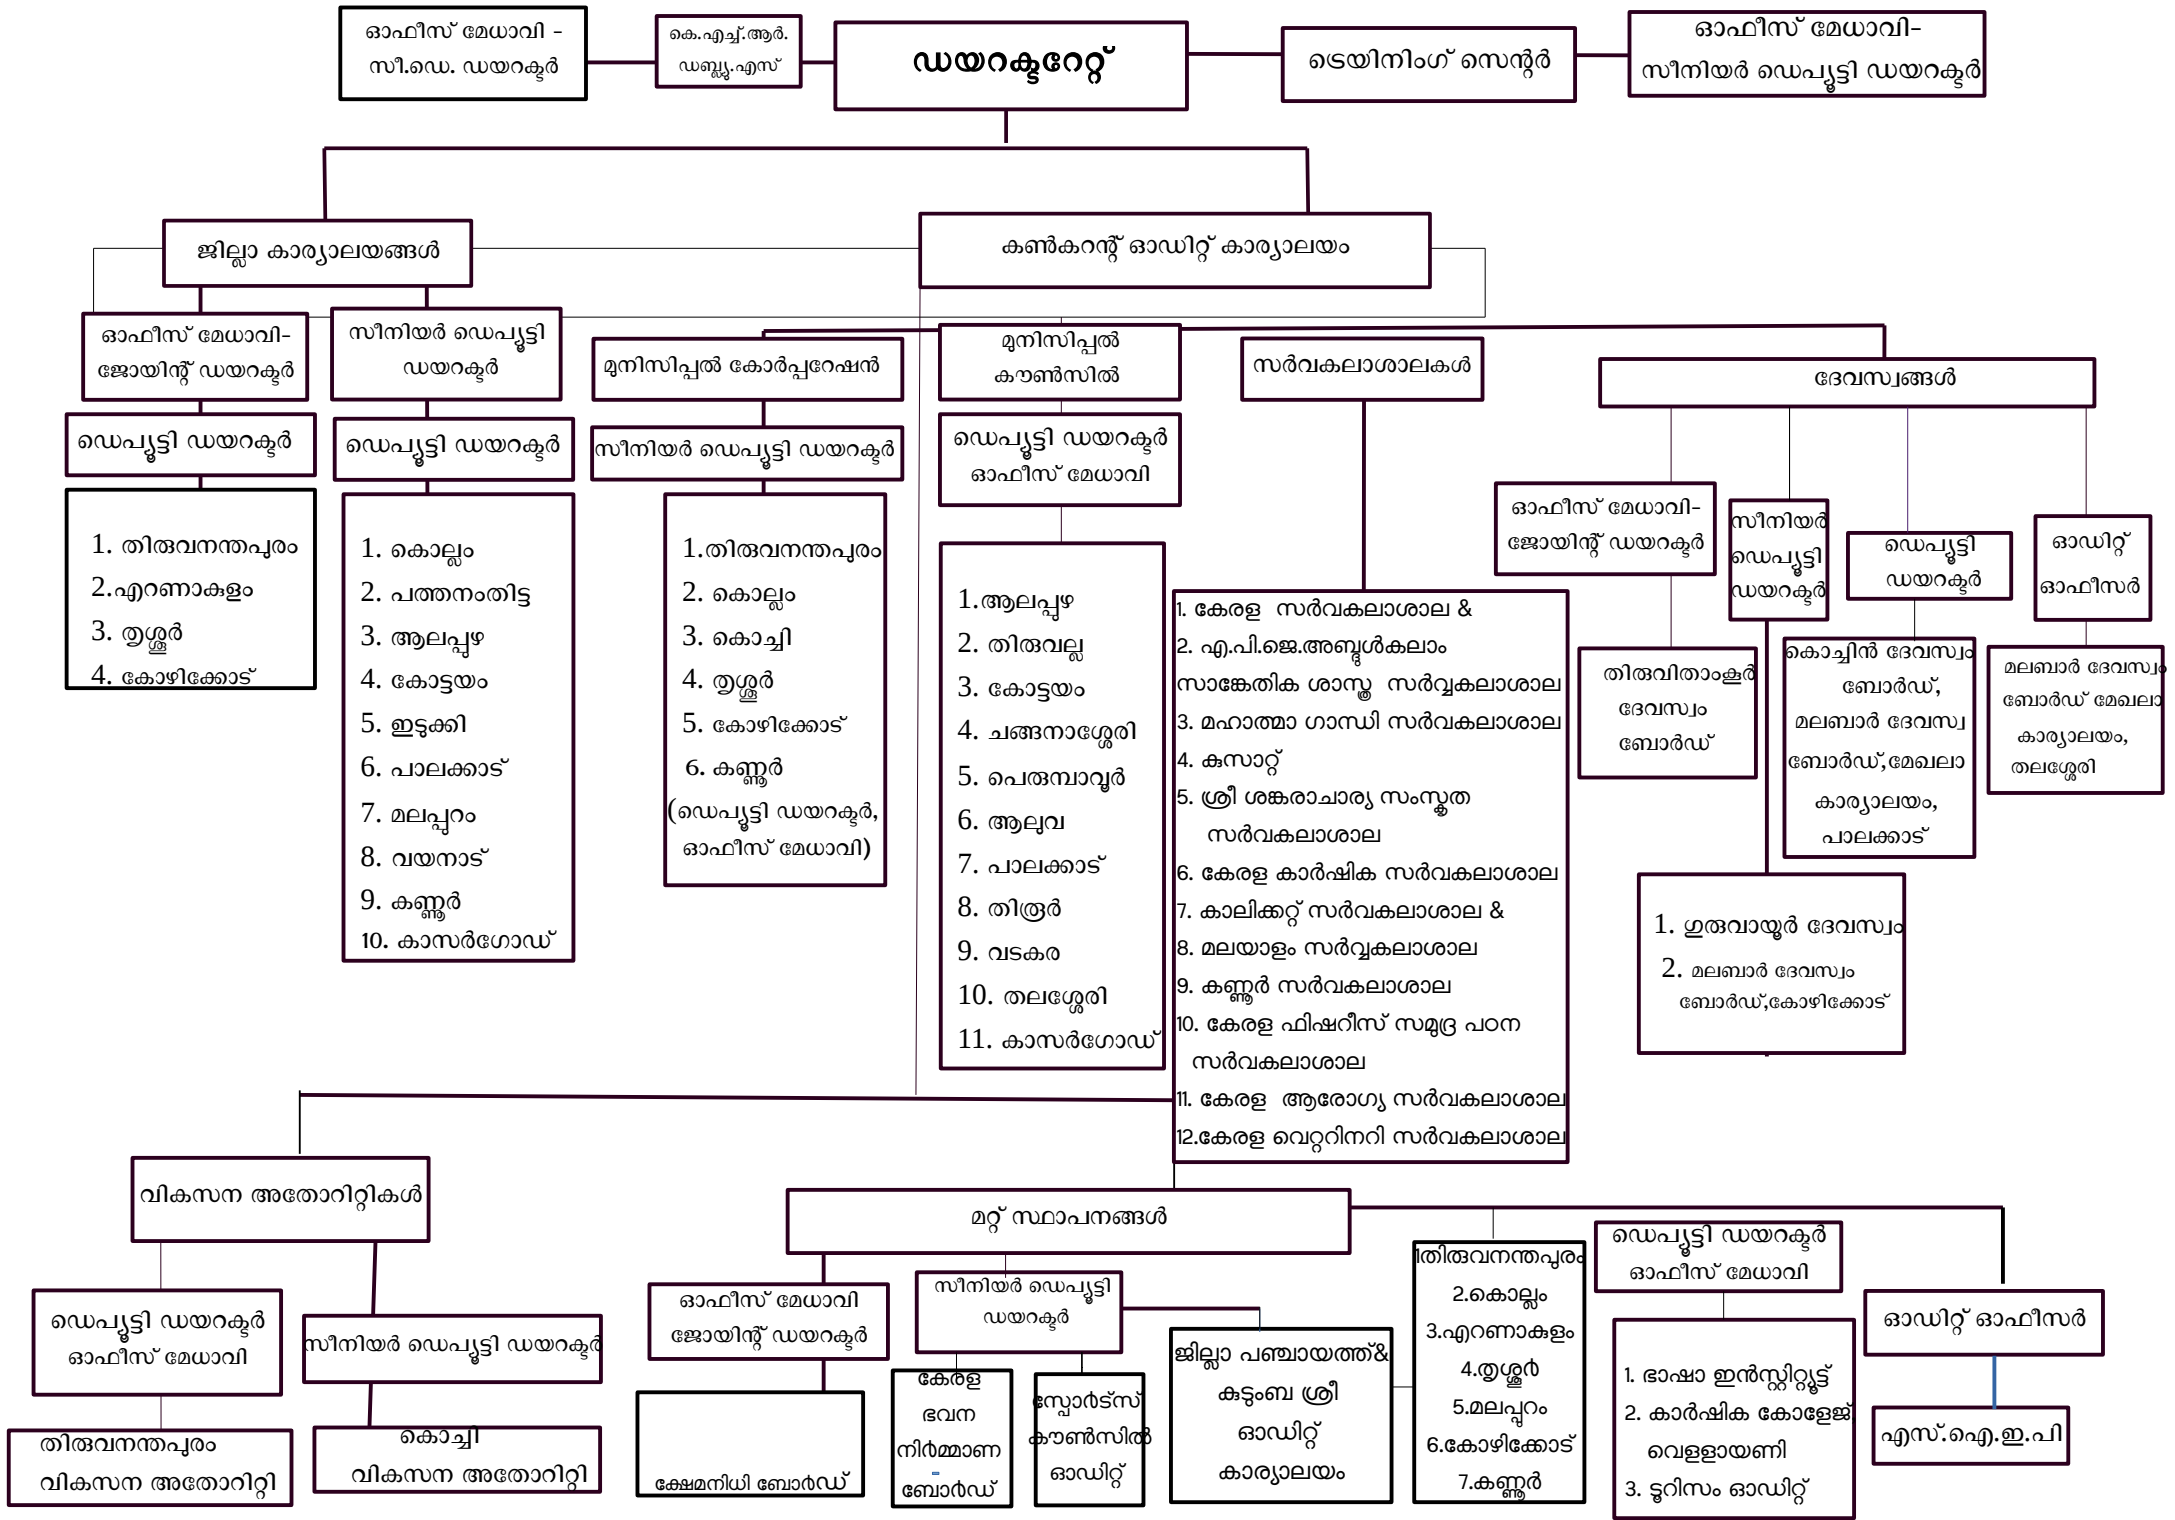 ഓഫീസ് മേധാവി -
സീ.ഡെ. ഡയറക്ടർ
കെ.എച്ച്.ആർ.
ഡബ്ല്യു.എസ്
ഡയറക്ടറേറ്റ്
ട്രെയിനിംഗ് സെന്റർ
ഓഫീസ് മേധാവി-
സീനിയർ ഡെപ്യൂട്ടി ഡയറക്ടർ
ജില്ലാ കാര്യാലയങ്ങൾ
കൺകറന്റ് ഓഡിറ്റ് കാര്യാലയം
ഓഫീസ് മേധാവി-
ജോയിന്റ് ഡയറക്ടർ
ഡെപ്യൂട്ടി ഡയറക്ടർ
1. തിരുവനന്തപുരം
2.എറണാകുളം
3. തൃശ്ശൂർ
4. കോഴിക്കോട്
സീനിയർ ഡെപ്യൂട്ടി
ഡയറക്ടർ
ഡെപ്യൂട്ടി ഡയറക്ടർ
1. കൊല്ലം
2. പത്തനംതിട്ട
3. ആലപ്പുഴ
4. കോട്ടയം
5. ഇടുക്കി
6. പാലക്കാട്
7. മലപ്പുറം
8. വയനാട്
9. കണ്ണൂർ
10. കാസർഗോഡ്
മുനിസിപ്പൽ കോർപ്പറേഷൻ
സീനിയർ ഡെപ്യൂട്ടി ഡയറക്ടർ
1.തിരുവനന്തപുരം
2. കൊല്ലം
3. കൊച്ചി
4. തൃശ്ശൂർ
5. കോഴിക്കോട്
6. കണ്ണൂർ
(ഡെപ്യൂട്ടി ഡയറക്ടർ,
ഓഫീസ് മേധാവി)
മുനിസിപ്പൽ
കൗൺസിൽ
ഡെപ്യൂട്ടി ഡയറക്ടർ
ഓഫീസ് മേധാവി
1.ആലപ്പുഴ
2. തിരുവല്ല
3. കോട്ടയം
4. ചങ്ങനാശ്ശേരി
5. പെരുമ്പാവൂർ
6. ആലുവ
7. പാലക്കാട്
8. തിരൂർ
9. വടകര
10. തലശ്ശേരി
11. കാസർഗോഡ്
സർവകലാശാലകൾ
1. കേരള സർവകലാശാല &
2. എ.പി.ജെ.അബ്ദുൾകലാം
സാങ്കേതിക ശാസ്ത്ര സർവ്വകലാശാല
3. മഹാത്മാ ഗാന്ധി സർവകലാശാല
4. കുസാറ്റ്
5. ശ്രീ ശങ്കരാചാര്യ സംസ്കൃത
സർവകലാശാല
6. കേരള കാർഷിക സർവകലാശാല
7. കാലിക്കറ്റ് സർവകലാശാല &
8. മലയാളം സർവ്വകലാശാല
9. കണ്ണൂർ സർവകലാശാല
10. കേരള ഫിഷറീസ് സമുദ്ര പഠന
സർവകലാശാല
11. കേരള ആരോഗ്യ സർവകലാശാല
12.കേരള വെറ്ററിനറി സർവകലാശാല
ദേവസ്വങ്ങൾ
ഓഫീസ് മേധാവി-
ജോയിന്റ് ഡയറക്ടർ
തിരുവിതാംകൂർ
ദേവസ്വം
ബോർഡ്
സീനിയർ
ഡെപ്യൂട്ടി
ഡയറക്ടർ
1. ഗുരുവായൂർ ദേവസ്വം
2. മലബാർ ദേവസ്വം
ബോർഡ്,കോഴിക്കോട്
ഡെപ്യൂട്ടി
ഡയറക്ടർ
കൊച്ചിൻ ദേവസ്വം
ബോർഡ്,
മലബാർ ദേവസ്വ
ബോർഡ്,മേഖലാ
കാര്യാലയം,
പാലക്കാട്
ഓഡിറ്റ്
ഓഫീസർ
മലബാർ ദേവസ്വം
ബോർഡ് മേഖലാ
കാര്യാലയം,
തലശ്ശേരി
വികസന അതോറിറ്റികൾ
ഡെപ്യൂട്ടി ഡയറക്ടർ
ഓഫീസ് മേധാവി
തിരുവനന്തപുരം
വികസന അതോറിറ്റി
സീനിയർ ഡെപ്യൂട്ടി ഡയറക്ടർ
കൊച്ചി
വികസന അതോറിറ്റി
മറ്റ് സ്ഥാപനങ്ങൾ
ഓഫീസ് മേധാവി
ജോയിന്റ് ഡയറക്ടർ
ക്ഷേമനിധി ബോർഡ്
സീനിയർ ഡെപ്യൂട്ടി
ഡയറക്ടർ
കേരള
ഭവന
നിർമ്മാണ
ബോർഡ്
സ്പോർട്സ്
കൗൺസിൽ
ഓഡിറ്റ്
ജില്ലാ പഞ്ചായത്ത്&
കുടുംബ ശ്രീ
ഓഡിറ്റ്
കാര്യാലയം
1തിരുവനന്തപുരം
2.കൊല്ലം
3.എറണാകുളം
4.തൃശ്ശൂർ
5.മലപ്പുറം
6.കോഴിക്കോട്
7.കണ്ണൂർ
ഡെപ്യൂട്ടി ഡയറക്ടർ
ഓഫീസ് മേധാവി
1. ഭാഷാ ഇൻസ്റ്റിറ്റ്യൂട്ട്
2. കാർഷിക കോളേജ്,
വെള്ളായണി
3. ടൂറിസം ഓഡിറ്റ്
ഓഡിറ്റ് ഓഫീസർ
എസ്.ഐ.ഇ.പി